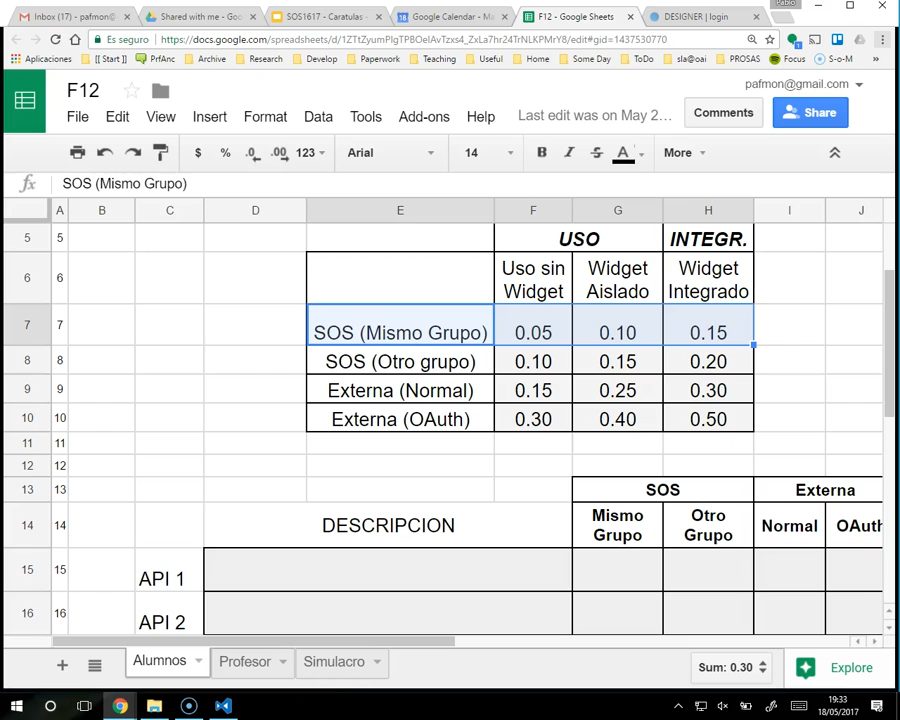 Pablo
Inbox (17) - pafmon@
Shared with me - Goo
SOS1617 - Caratulas -
Google Calendar - M
F12 - Google Sheets
DESIGNER | login
Es seguro
https://docs.google.com/spreadsheets/d/1ZTtZyumPIgTPBOeIAvTzxs4_ZxLa7hr24TrNLKPMrY8/edit#gid=1437530770
Aplicaciones [[ Start ]] PrfAnc Archive Research Develop Paperwork Teaching Useful Home Some Day ToDo sla@oai PROSAS Focus S-o-M »
F12
pafmon@gmail.com
File Edit View Insert Format Data Tools Add-ons Help Last edit was on May 2... Comments Share
$ % .0 .00 123 Arial 14 B I S A More
fx SOS (Mismo Grupo)
A B C D E F G H I J
5 5 USO INTEGR.
6 6 Uso sin Widget Widget Aislado Widget Integrado
7 7 SOS (Mismo Grupo) 0.05 0.10 0.15
8 8 SOS (Otro grupo) 0.10 0.15 0.20
9 9 Externa (Normal) 0.15 0.25 0.30
10 10 Externa (OAuth) 0.30 0.40 0.50
11 11
12 12
13 13 SOS Externa
14 14 DESCRIPCION Mismo Grupo Otro Grupo Normal OAuth
15 15 API 1
16 16 API 2
+ Alumnos Profesor Simulacro Sum: 0.30 Explore
19:33
18/05/2017